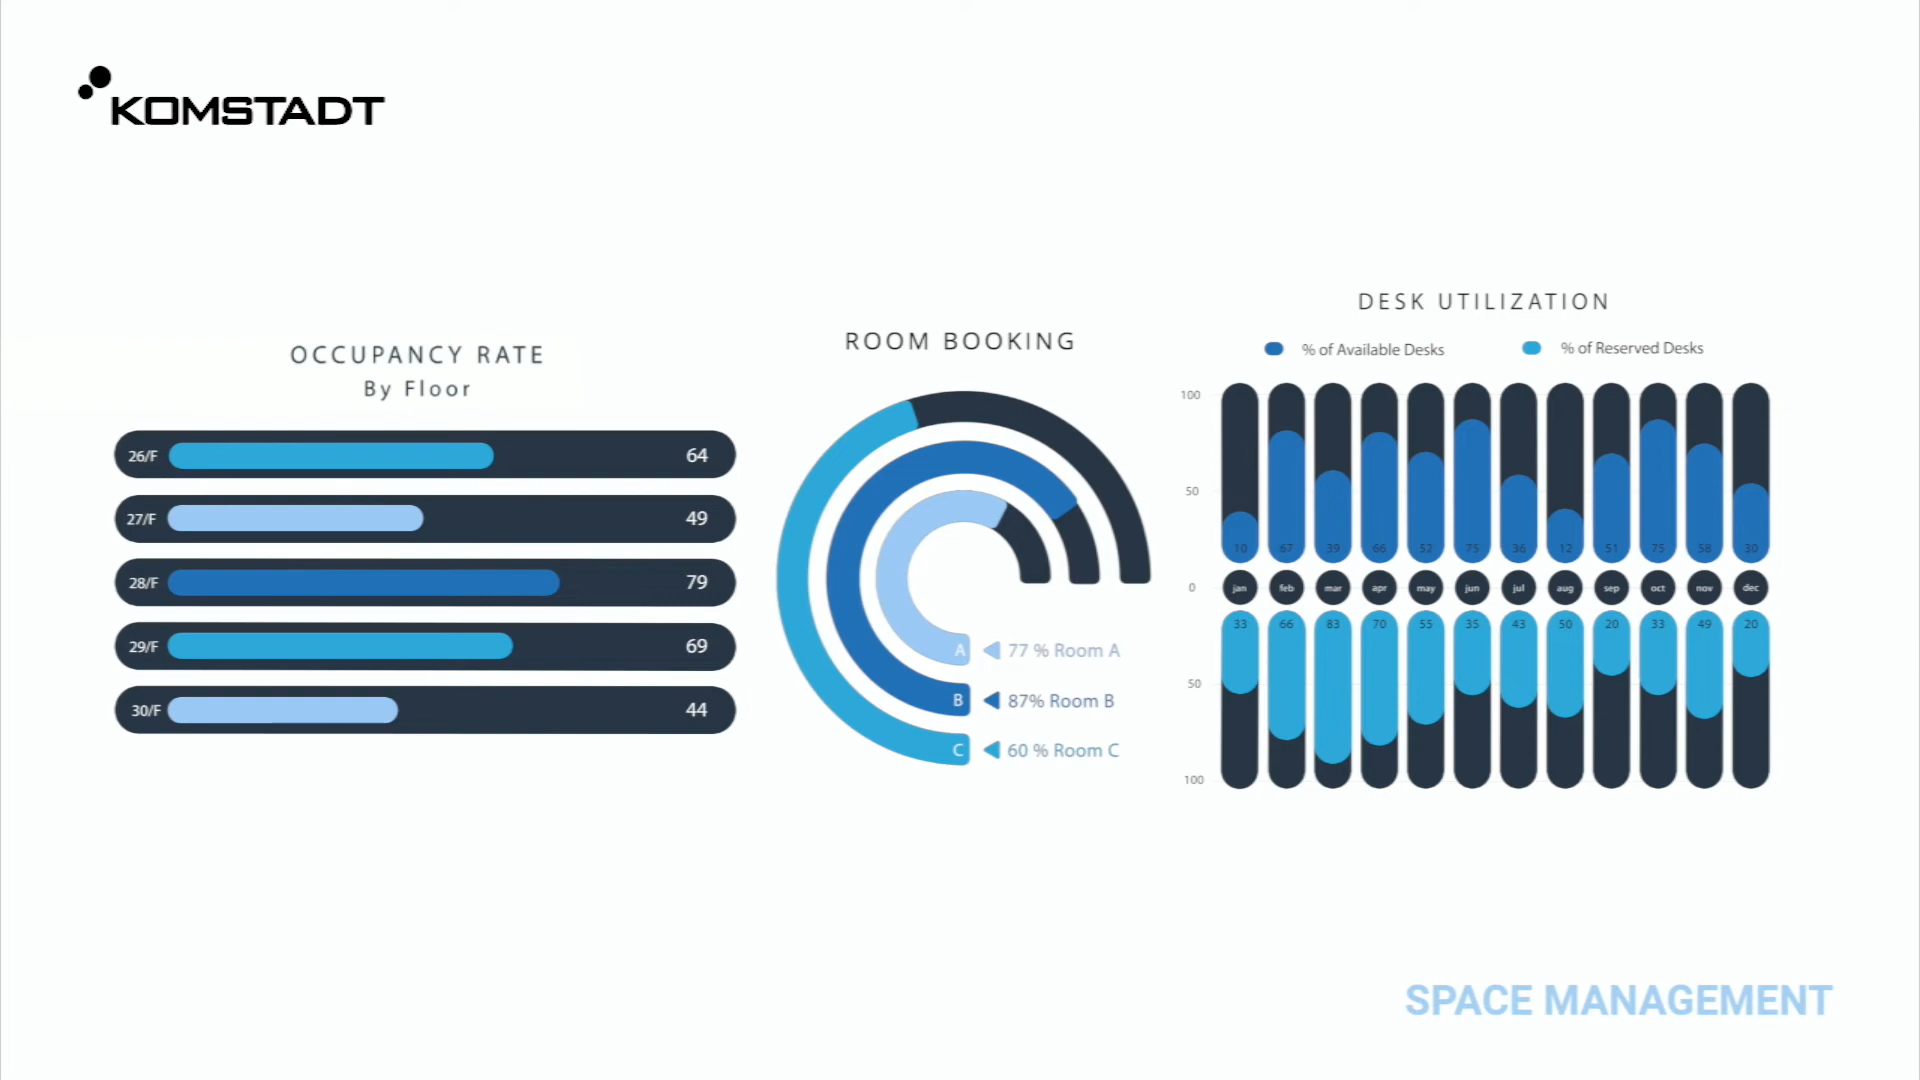 KOMSTADT
OCCUPANCY RATE
By Floor
26/F 64
27/F 49
28/F 79
29/F 69
30/F 44
ROOM BOOKING
A 77 % Room A
B 87% Room B
C 60 % Room C
DESK UTILIZATION
% of Available Desks % of Reserved Desks
100
50
10 67 39 66 52 75 36 12 51 75 58 30
0 jan feb mar apr may jun jul aug sep oct nov dec
33 66 83 70 55 35 43 50 20 33 49 20
50
100
SPACE MANAGEMENT